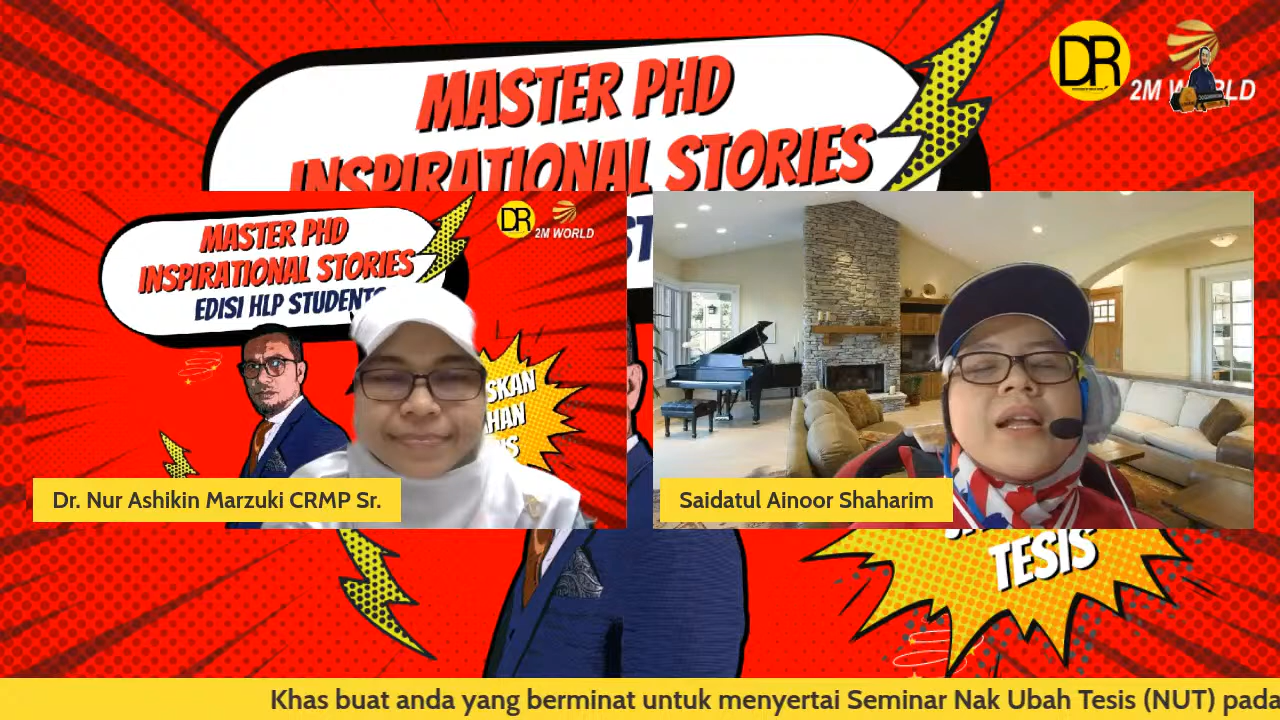 MASTER PHD
INSPIRATIONAL STORIES
DR
2M WORLD
MASTER PHD
INSPIRATIONAL STORIES
EDISI HLP STUDENTS
DR
2M WORLD
Dr. Nur Ashikin Marzuki CRMP Sr.
Saidatul Ainoor Shaharim
TESIS
Khas buat anda yang berminat untuk menyertai Seminar Nak Ubah Tesis (NUT) pada